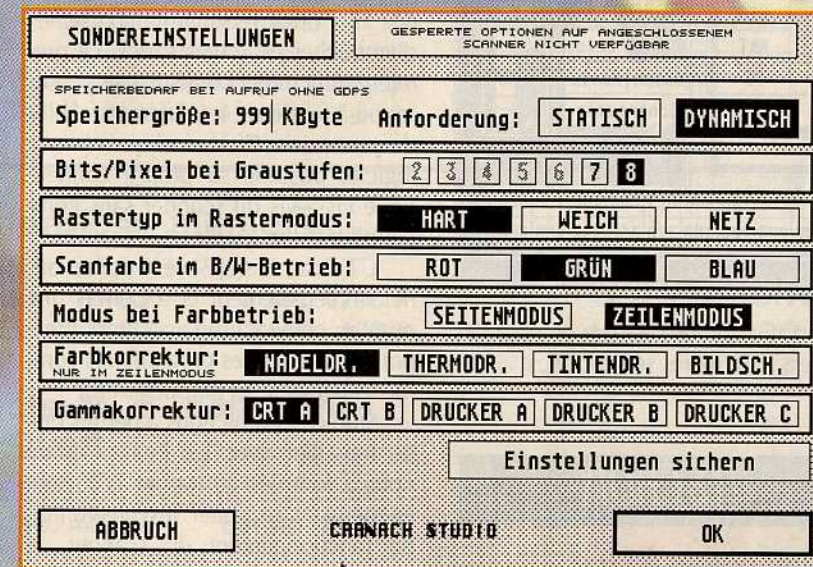 SONDEREINSTELLUNGEN
GESPERRTE OPTIONEN AUF ANGESCHLOSSENEM
SCANNER NICHT VERFüGBAR
SPEICHERBEDARF BEI AUFRUF OHNE GDPS
Speichergröße: 999 KByte Anforderung: STATISCH DYNAMISCH
Bits/Pixel bei Graustufen: 2 3 4 5 6 7 8
Rastertyp im Rastermodus: HART WEICH NETZ
Scanfarbe im B/W-Betrieb: ROT GRÜN BLAU
Modus bei Farbbetrieb: SEITENMODUS ZEILENMODUS
Farbkorrektur: NADELDR. THERMODR. TINTENDR. BILDSCH.
NUR IM ZEILENMODUS
Gammakorrektur: CRT A CRT B DRUCKER A DRUCKER B DRUCKER C
Einstellungen sichern
ABBRUCH CRANACH STUDIO OK